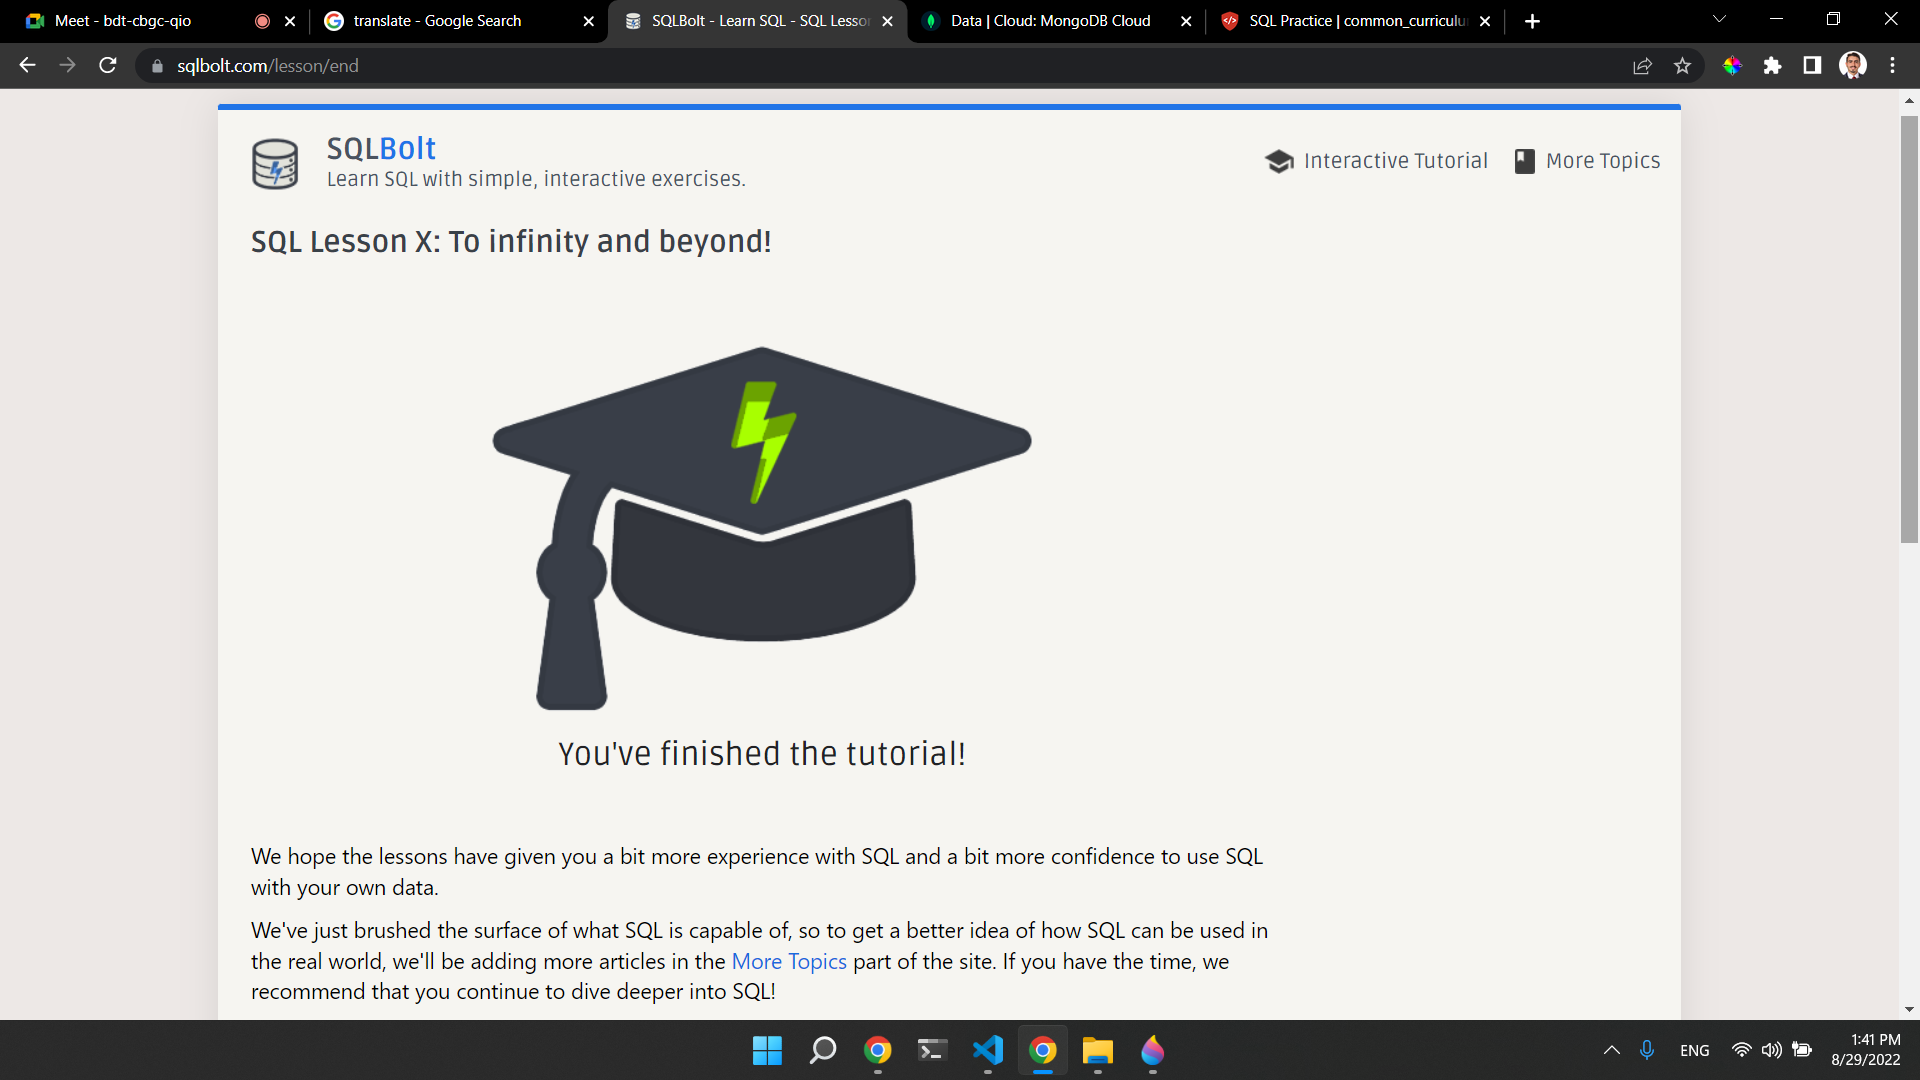 Meet - bdt-cbgc-qio
translate - Google Search
SQLBolt - Learn SQL - SQL Lesson
Data | Cloud: MongoDB Cloud
SQL Practice | common_curriculu
sqlbolt.com/lesson/end
SQLBolt
Learn SQL with simple, interactive exercises.
Interactive Tutorial
More Topics
SQL Lesson X: To infinity and beyond!
You've finished the tutorial!
We hope the lessons have given you a bit more experience with SQL and a bit more confidence to use SQL
with your own data.
We've just brushed the surface of what SQL is capable of, so to get a better idea of how SQL can be used in
the real world, we'll be adding more articles in the More Topics part of the site. If you have the time, we
recommend that you continue to dive deeper into SQL!
ENG
1:41 PM
8/29/2022